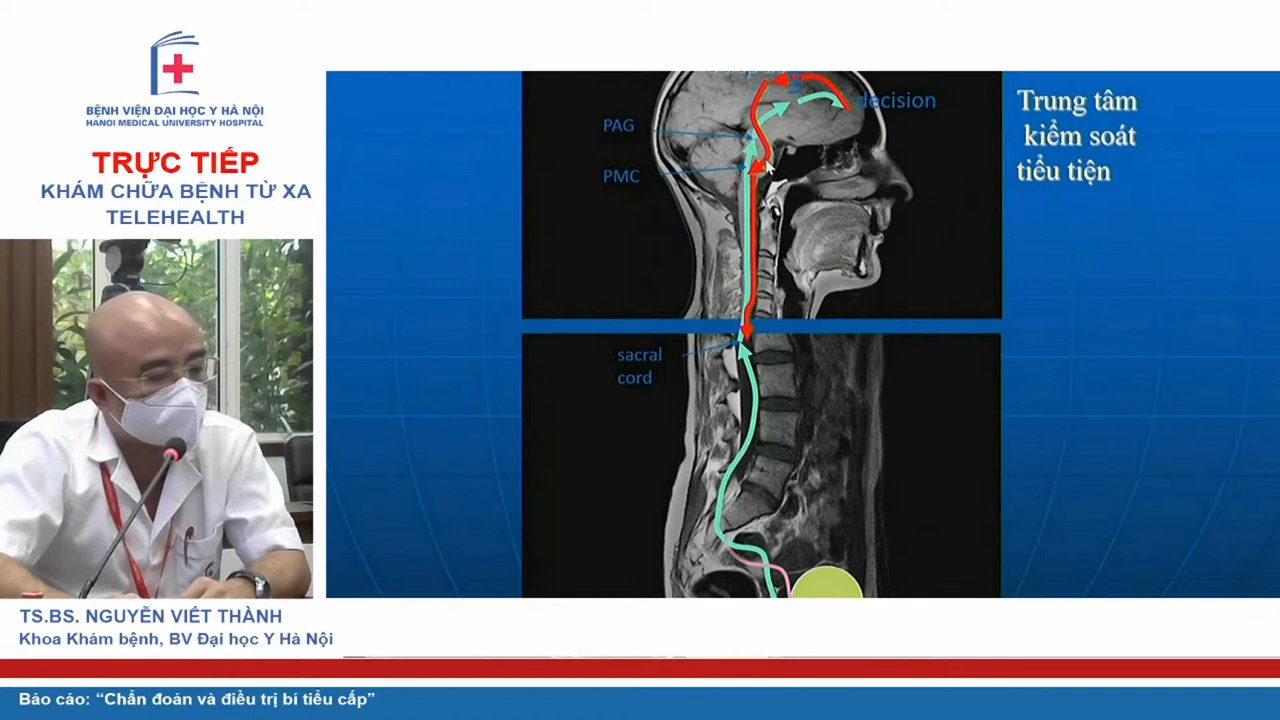 BỆNH VIỆN ĐẠI HỌC Y HÀ NỘI
HANOI MEDICAL UNIVERSITY HOSPITAL
TRỰC TIẾP
KHÁM CHỮA BỆNH TỪ XA
TELEHEALTH
decision
PAG
PMC
sacral
cord
Trung tâm
kiểm soát
tiểu tiện
TS.BS. NGUYỄN VIẾT THÀNH
Khoa Khám bệnh, BV Đại học Y Hà Nội
Báo cáo: “Chẩn đoán và điều trị bí tiểu cấp”